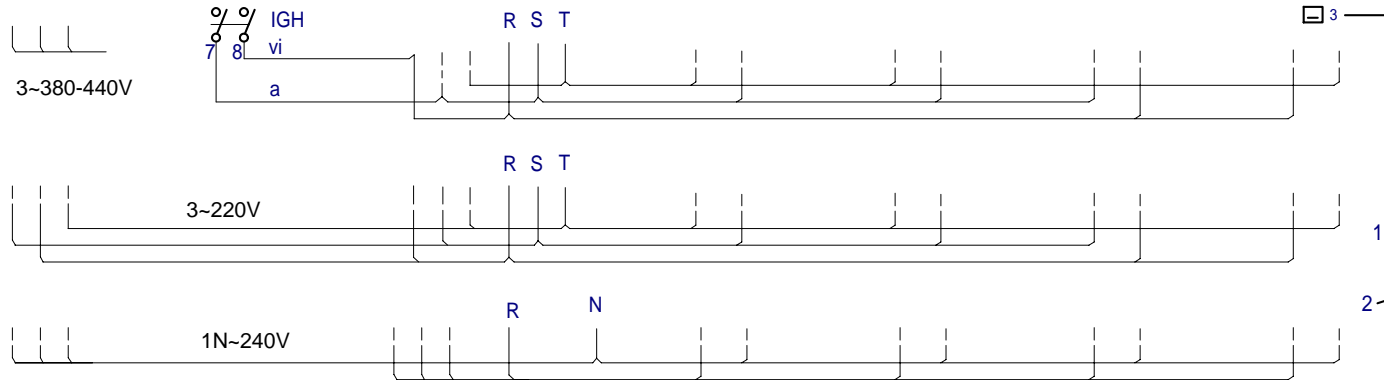 IGH
R S T
3
7 8 vi
3~380-440V
a
R S T
3~220V
1
2
R N
1N~240V